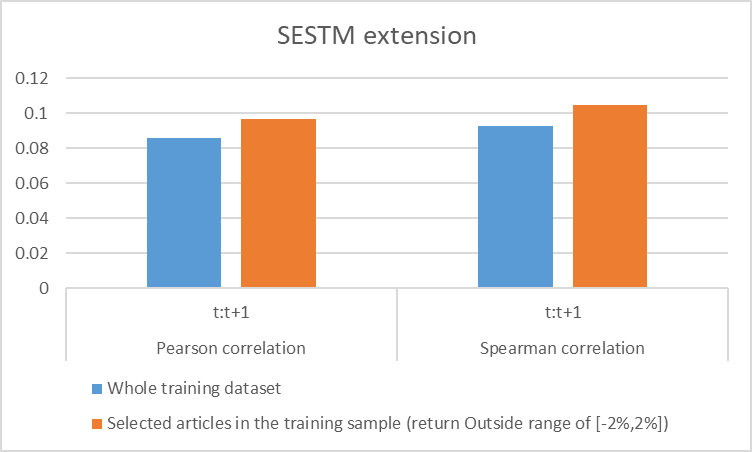 SESTM extension
0.12
0.1
0.08
0.06
0.04
0.02
0
t:t+1 t:t+1
Pearson correlation Spearman correlation
Whole training dataset
Selected articles in the training sample (return Outside range of [-2%,2%])